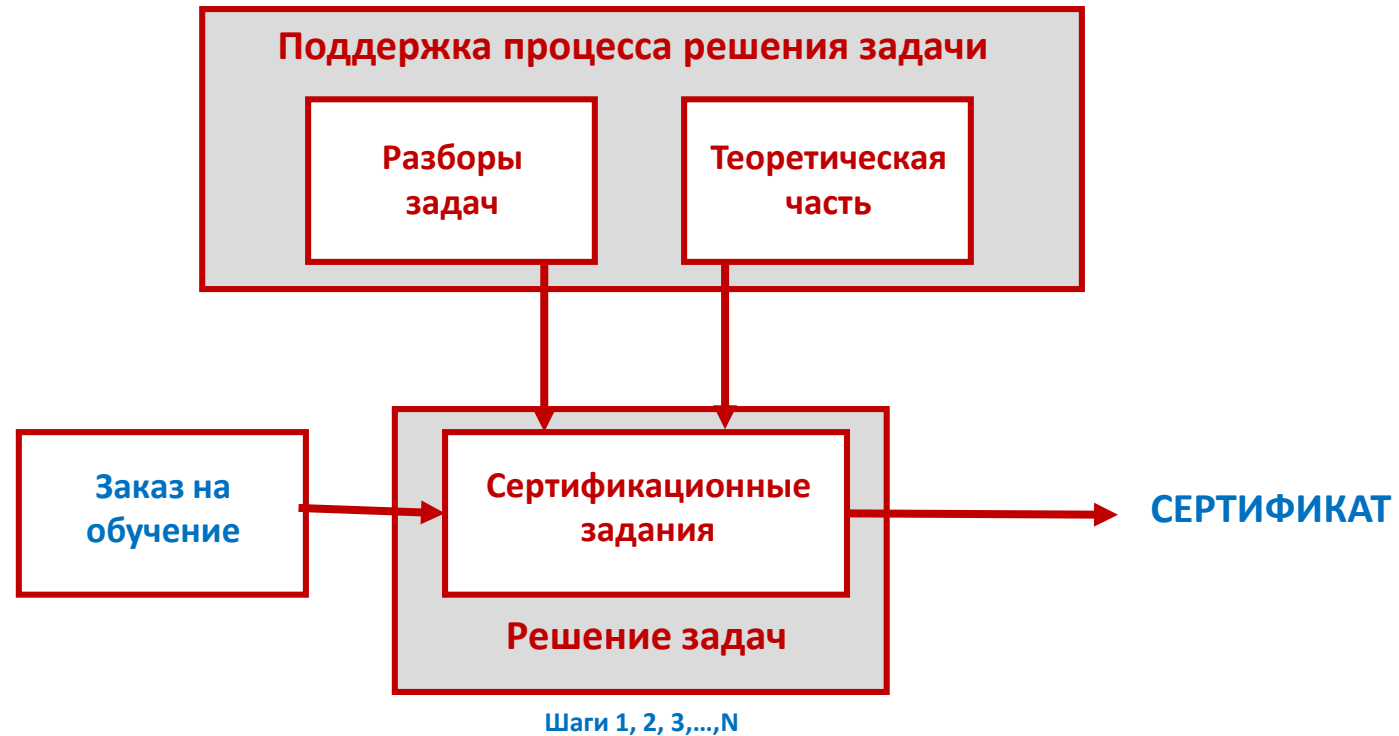 Поддержка процесса решения задачи
Разборы
задач
Теоретическая
часть
Заказ на
обучение
Сертификационные
задания
СЕРТИФИКАТ
Решение задач
Шаги 1, 2, 3,...,N